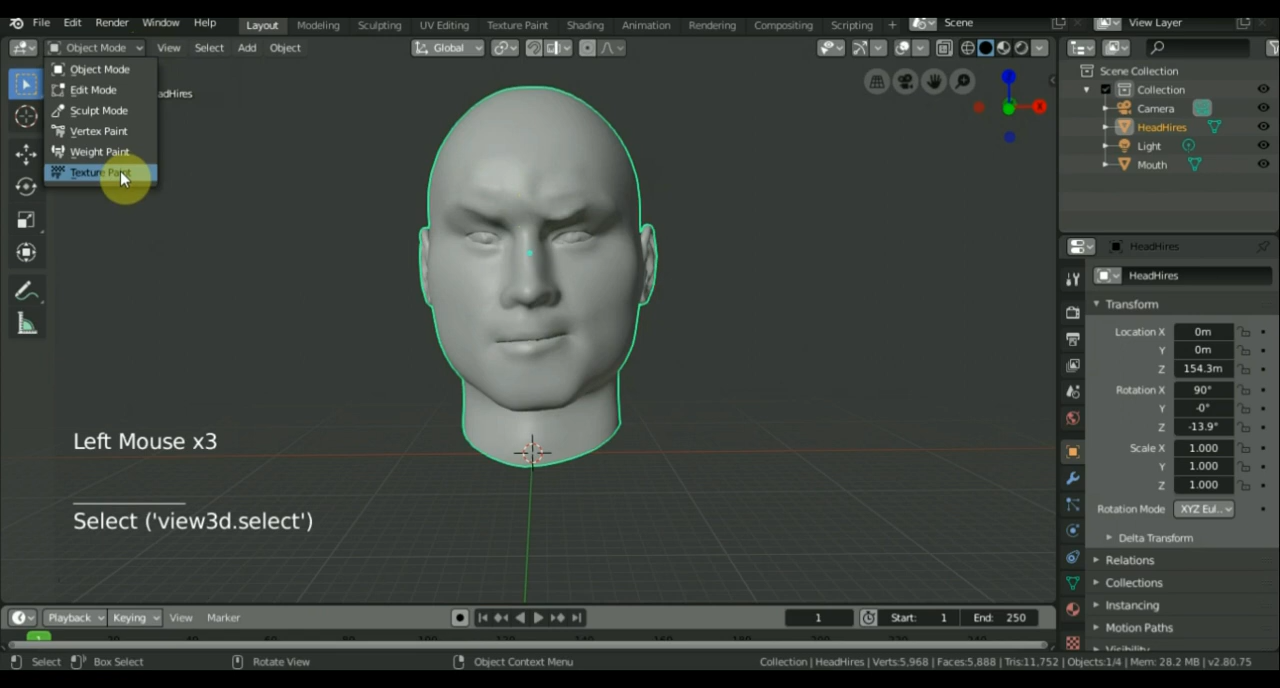 File Edit Render Window Help Layout Modeling Sculpting UV Editing Texture Paint Shading Animation Rendering Compositing Scripting + Scene View Layer
Object Mode View Select Add Object Global
Object Mode
Edit Mode
Sculpt Mode
Vertex Paint
Weight Paint
Texture Paint
adHires
X
Z
Left Mouse x3
Select ('view3d.select')
Scene Collection
Collection
Camera
HeadHires
Light
Mouth
HeadHires
HeadHires
Transform
Location X 0m
Y 0m
Z 154.3m
Rotation X 90°
Y -0°
Z -13.9°
Scale X 1.000
Y 1.000
Z 1.000
Rotation Mode XYZ Eul..
Delta Transform
Relations
Collections
Instancing
Motion Paths
Visibility
Playback Keying View Marker 1 Start: 1 End: 250
1
Select Box Select Rotate View Object Context Menu Collection | HeadHires | Verts:5,968 | Faces:5,888 | Tris:11,752 | Objects:1/4 | Mem: 28.2 MB | v2.80.75